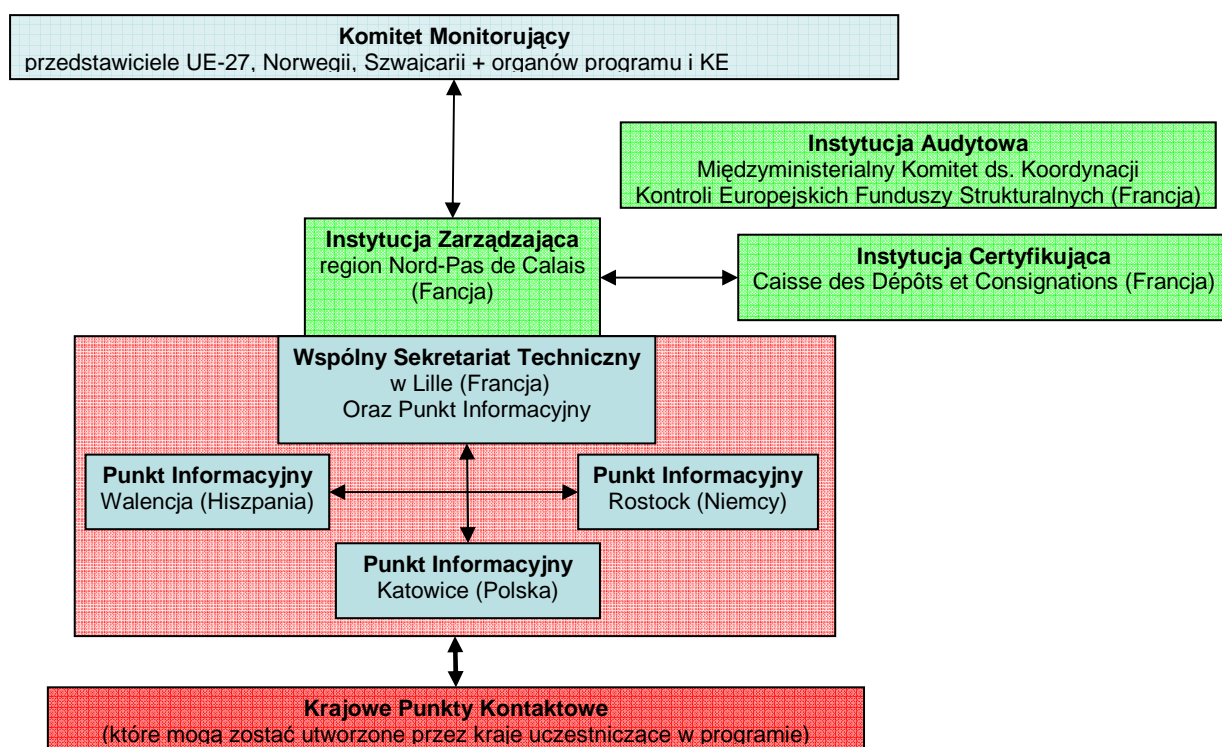 Komitet Monitorujący
przedstawiciele UE-27, Norwegii, Szwajcarii + organów programu i KE
Instytucja Audytowa
Międzyministerialny Komitet ds. Koordynacji
Kontroli Europejskich Funduszy Strukturalnych (Francja)
Instytucja Zarządzająca
region Nord-Pas de Calais
(Fancja)
Instytucja Certyfikująca
Caisse des Dépôts et Consignations (Francja)
Wspólny Sekretariat Techniczny
w Lille (Francja)
Oraz Punkt Informacyjny
Punkt Informacyjny
Walencja (Hiszpania)
Punkt Informacyjny
Rostock (Niemcy)
Punkt Informacyjny
Katowice (Polska)
Krajowe Punkty Kontaktowe
(które mogą zostać utworzone przez kraje uczestniczące w programie)